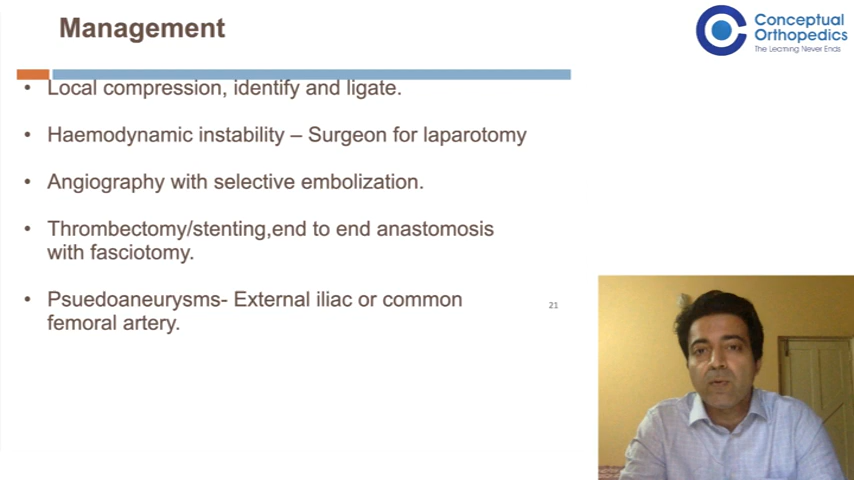 Management
Conceptual
Orthopedics
The Learning Never Ends
• Local compression, identify and ligate.
• Haemodynamic instability – Surgeon for laparotomy
• Angiography with selective embolization.
• Thrombectomy/stenting,end to end anastomosis
with fasciotomy.
• Psuedoaneurysms- External iliac or common
femoral artery.
21